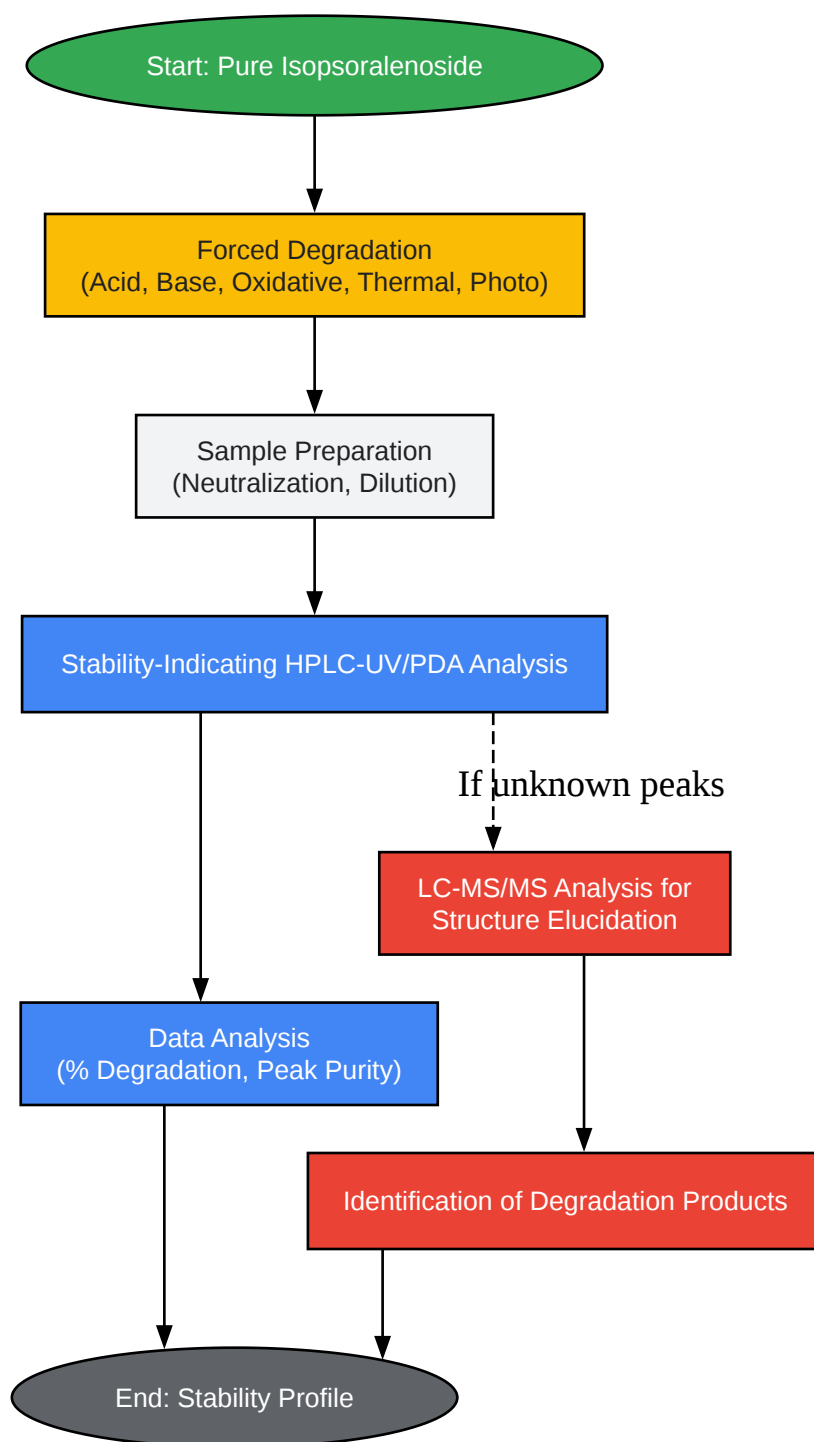 Start: Pure Isopsoralenoside
Forced Degradation
(Acid, Base, Oxidative, Thermal, Photo)
Sample Preparation
(Neutralization, Dilution)
Stability-Indicating HPLC-UV/PDA Analysis
If unknown peaks
LC-MS/MS Analysis for
Structure Elucidation
Data Analysis
(% Degradation, Peak Purity)
Identification of Degradation Products
End: Stability Profile